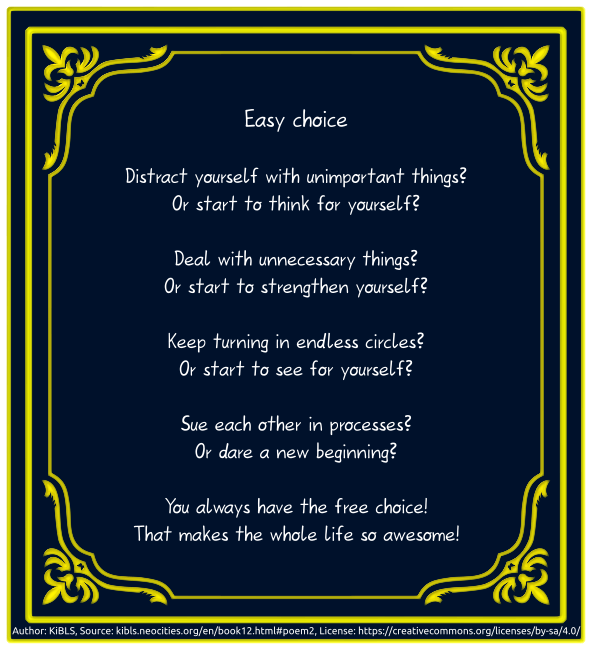 Easy choice
Distract yourself with unimportant things?
Or start to think for yourself?
Deal with unnecessary things?
Or start to strengthen yourself?
Keep turning in endless circles?
Or start to see for yourself?
Sue each other in processes?
Or dare a new beginning?
You always have the free choice!
That makes the whole life so awesome!
Author: KiBLS, Source: kibls.neocities.org/en/book12.html#poem2, License: https://creativecommons.org/licenses/by-sa/4.0/